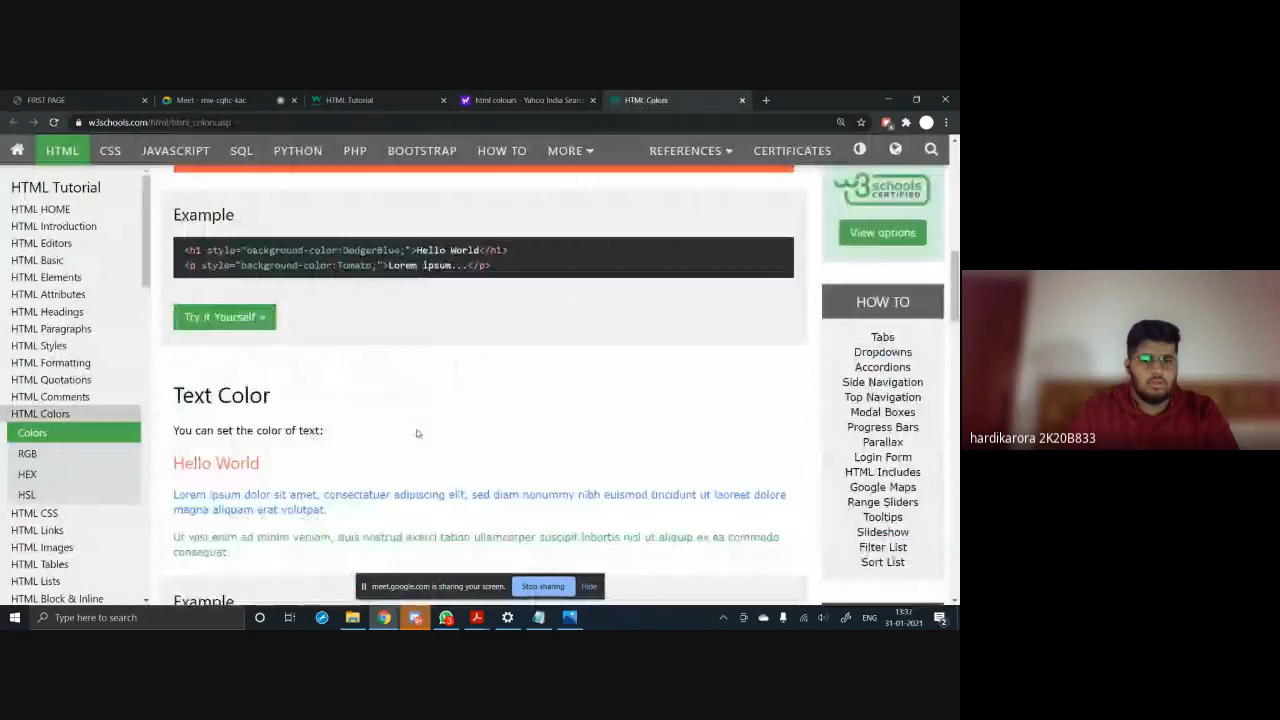 FIRST PAGE
Meet - mw-cqhc-kac
HTML Tutorial
html colours - Yahoo India Sear
HTML Colors
w3schools.com/html/html_colors.asp
HTML CSS JAVASCRIPT SQL PYTHON PHP BOOTSTRAP HOW TO MORE REFERENCES CERTIFICATES
HTML Tutorial
HTML HOME
HTML Introduction
HTML Editors
HTML Basic
HTML Elements
HTML Attributes
HTML Headings
HTML Paragraphs
HTML Styles
HTML Formatting
HTML Quotations
HTML Comments
HTML Colors
Colors
RGB
HEX
HSL
HTML CSS
HTML Links
HTML Images
HTML Tables
HTML Lists
HTML Block & Inline
Example
<h1 style="background-color:DodgerBlue;">Hello World</h1>
<p style="background-color:Tomato;">Lorem ipsum...</p>
Try it Yourself »
Text Color
You can set the color of text:
Hello World
Lorem ipsum dolor sit amet, consectetuer adipiscing elit, sed diam nonummy nibh euismod tincidunt ut laoreet dolore
magna aliquam erat volutpat.
Ut wisi enim ad minim veniam, quis nostrud exerci tation ullamcorper suscipit lobortis nisl ut aliquip ex ea commodo
consequat.
Example
w3schools
CERTIFIED
View options
HOW TO
Tabs
Dropdowns
Accordions
Side Navigation
Top Navigation
Modal Boxes
Progress Bars
Parallax
Login Form
HTML Includes
Google Maps
Range Sliders
Tooltips
Slideshow
Filter List
Sort List
meet.google.com is sharing your screen. Stop sharing Hide
Type here to search
3
ENG
13:37
31-01-2021
2
hardikarora 2K20B833